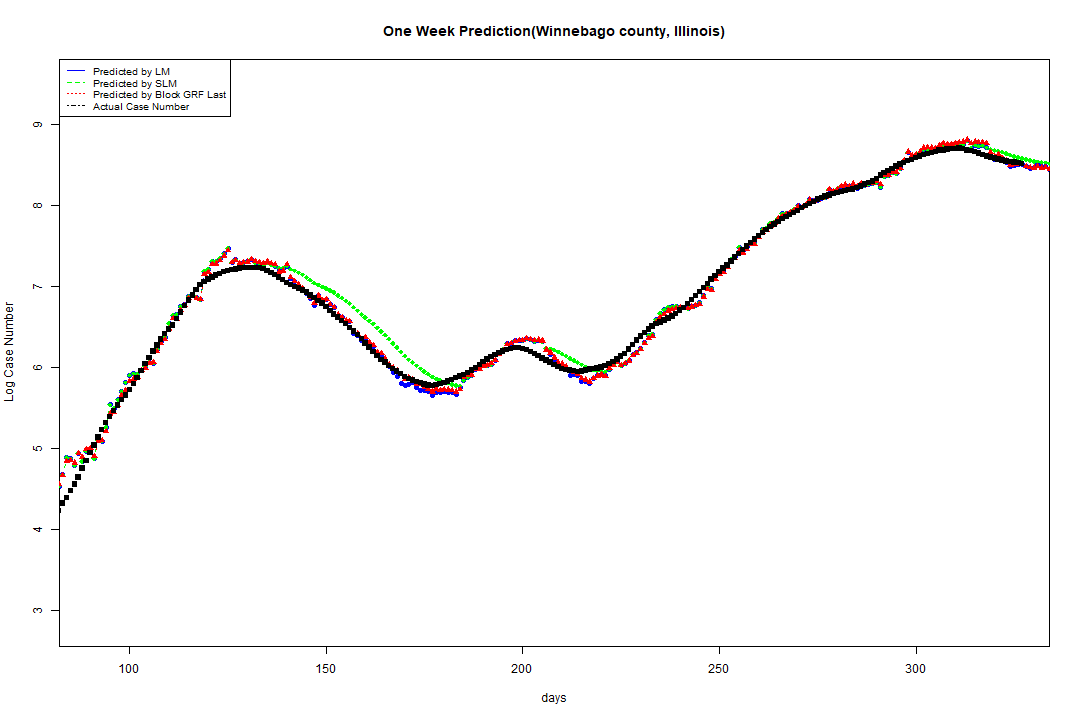 One Week Prediction(Winnebago county, Illinois)
Predicted by LM
Predicted by SLM
Predicted by Block GRF Last
Actual Case Number
Log Case Number
9
8
7
6
5
4
3
100 150 200 250 300
days